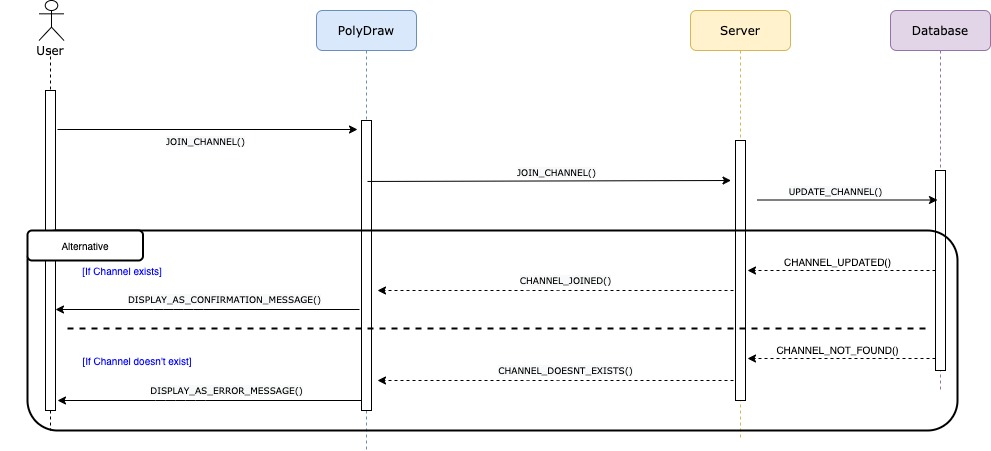 User
PolyDraw
Server
Database
JOIN_CHANNEL()
JOIN_CHANNEL()
UPDATE_CHANNEL()
Alternative
[If Channel exists]
CHANNEL_UPDATED()
CHANNEL_JOINED()
DISPLAY_AS_CONFIRMATION_MESSAGE()
[If Channel doesn't exist]
CHANNEL_NOT_FOUND()
CHANNEL_DOESNT_EXISTS()
DISPLAY_AS_ERROR_MESSAGE()